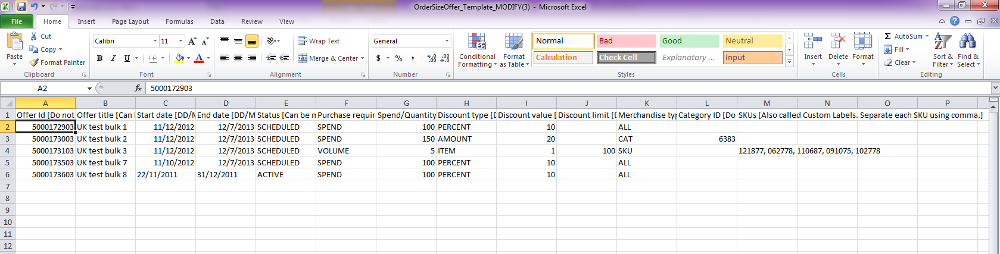 OrderSizeOffer_Template_MODIFY(3) - Microsoft Excel
File Home Insert Page Layout Formulas Data Review View
Paste Cut Copy Format Painter Clipboard
Calibri 11 A A B I U A Font
Wrap Text Merge & Center Alignment
General $ % , .00 .0 Number
Conditional Formatting Format as Table
Normal Bad Good Neutral
Calculation Check Cell Explanatory ... Input
Styles
Insert Delete Format Cells
Σ AutoSum Fill Clear Sort & Filter Find & Select Editing
A2 fx 5000172903
A B C D E F G H I J K L M N O P
1 Offer Id [Do not Offer title [Can Start date [DD/M End date [DD/M Status [Can be n Purchase requir Spend/Quantity Discount type [D Discount value [ Discount limit [D Merchandise typ Category ID [Do SKUs [Also called Custom Labels. Separate each SKU using comma.]
2 5000172903 UK test bulk 1 11/12/2012 12/7/2013 SCHEDULED SPEND 100 PERCENT 10 ALL
3 5000173003 UK test bulk 2 11/12/2012 12/7/2013 SCHEDULED SPEND 150 AMOUNT 20 CAT 6383
4 5000173103 UK test bulk 3 11/12/2012 12/7/2013 SCHEDULED VOLUME 5 ITEM 1 100 SKU 121877, 062778, 110687, 091075, 102778
5 5000173503 UK test bulk 7 11/10/2012 12/7/2013 SCHEDULED SPEND 100 PERCENT 10 ALL
6 5000173603 UK test bulk 8 22/11/2011 31/12/2011 ACTIVE SPEND 100 PERCENT 10 ALL
7
8
9
10
11
12